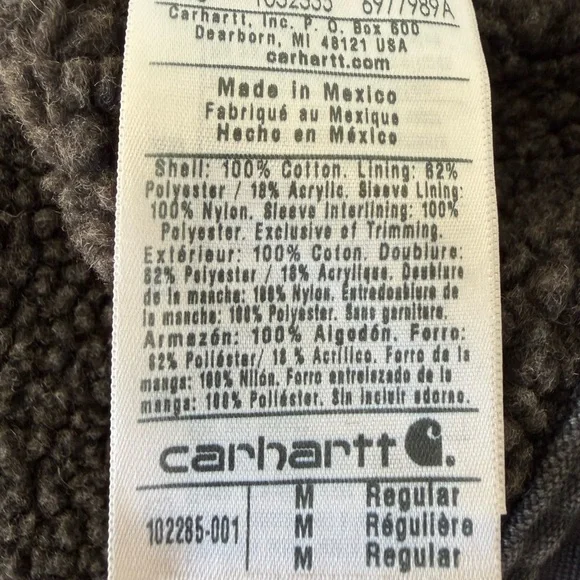 1032335 6977989A
Carhartt, Inc. P. O. Box 600
Dearborn, MI 48121 USA
carhartt.com
Made in Mexico
Fabriqué au Mexique
Hecho en México
Shell: 100% Cotton. Lining: 82%
Polyester / 18% Acrylic. Sleeve Lining:
100% Nylon. Sleeve Interlining: 100%
Polyester. Exclusive of Trimming.
Extérieur: 100% Coton. Doublure:
82% Polyester / 18% Acrylique. Doublure
de la manche: 100% Nylon. Entredoublure de
la manche: 100% Polyester. Sans garniture.
Armazón: 100% Algodón. Forro:
82% Poliéster/ 18 % Acrílico. Forro de la
manga: 100% Nilón. Forro entrelazado de la
manga: 100% Poliéster. Sin incluir adorno.
carhartt
M Regular
102285-001 M Régulière
M Regular